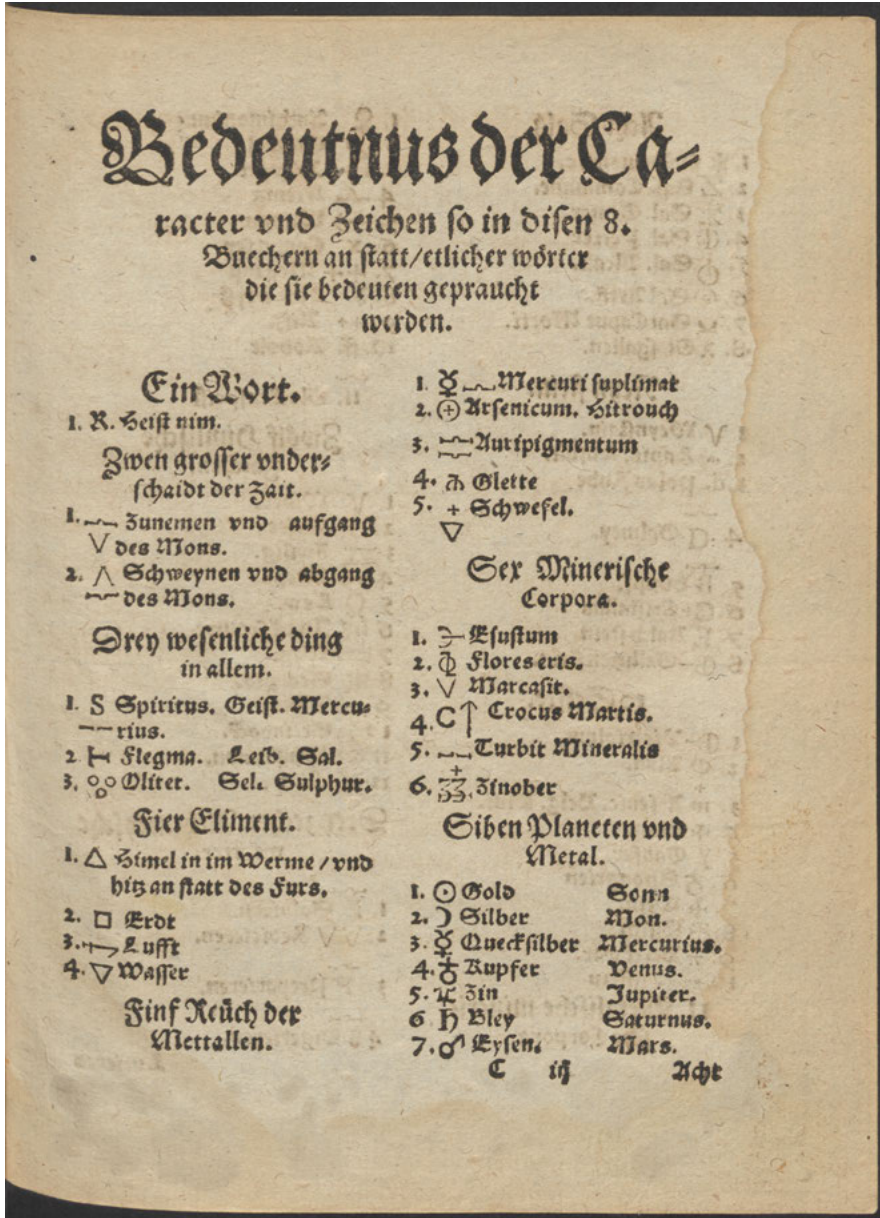 Bedeutnus der Ca⸗
racter vnd Zeichen so in disen 8.
Buechern an statt/etlicher wörter
die sie bedeuten gepraucht
werden.
Ein Wort.
1. R. Heist nim.
Zwen grosser vnder⸗
schaidt der Zait.
1. Zunemen vnd aufgang
des Mons.
2. Schweynen vnd abgang
des Mons.
Drey wesenliche ding
in allem.
1. S Spiritus. Geist. Mercu⸗
rius.
2 Flegma. Leib. Sal.
3. Olitet. Sel. Sulphur.
Fier Eliment.
1. △ Himel in im Werme / vnd
hitz an statt des Furs.
2. □ Erdt
3. Lufft
4. ▽ Wasser
Finf Reüch der
Mettallen.
1. ☿ Mercuri suplimat
2. ⊕ Arsenicum. Hitrouch
3. Auripigmentum
4. Glette
5. + Schwefel.
▽
Sex Minerische
Corpora.
1. Esustum
2. Flores eris.
3. V Marcasit.
4. C↑ Crocus Martis.
5. Turbit Mineralis
6. Zinober
Siben Planeten vnd
Metal.
1. ☉ Gold Sonn
2. ☽ Silber Mon.
3. ☿ Quecksilber Mercurius.
4. ♁ Kupfer Venus.
5. ♃ Zin Jupiter.
6 ♄ Bley Saturnus.
7. ♂ Eysen. Mars.
C iij Acht